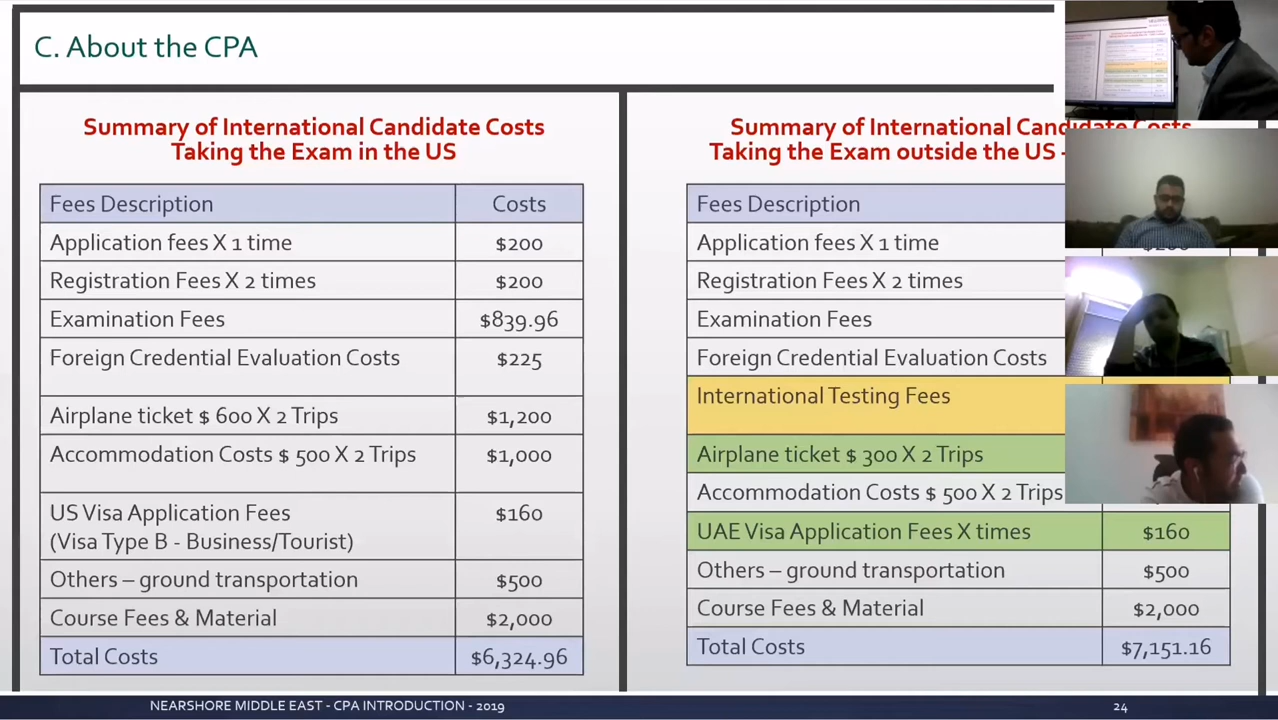 C. About the CPA
Summary of International Candidate Costs
Taking the Exam in the US
Fees Description Costs
Application fees X 1 time $200
Registration Fees X 2 times $200
Examination Fees $839.96
Foreign Credential Evaluation Costs $225
Airplane ticket $ 600 X 2 Trips $1,200
Accommodation Costs $ 500 X 2 Trips $1,000
US Visa Application Fees $160
(Visa Type B - Business/Tourist)
Others – ground transportation $500
Course Fees & Material $2,000
Total Costs $6,324.96
Summary of International Candidate Costs
Taking the Exam outside the US -
Fees Description
Application fees X 1 time
Registration Fees X 2 times
Examination Fees
Foreign Credential Evaluation Costs
International Testing Fees
Airplane ticket $ 300 X 2 Trips
Accommodation Costs $ 500 X 2 Trips
UAE Visa Application Fees X times $160
Others – ground transportation $500
Course Fees & Material $2,000
Total Costs $7,151.16
NEARSHORE MIDDLE EAST - CPA INTRODUCTION - 2019 24